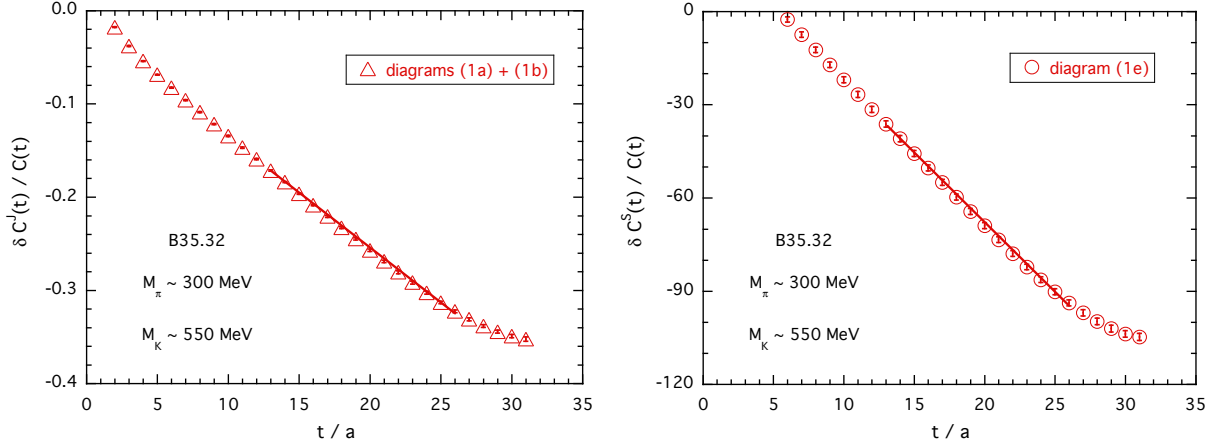 0.0
-0.1
-0.2
-0.3
-0.4
δ C^J(t) / C(t)
diagrams (1a) + (1b)
B35.32
M_π ~ 300 MeV
M_K ~ 550 MeV
0 5 10 15 20 25 30 35
t / a
0
-30
-60
-90
-120
δ C^S(t) / C(t)
diagram (1e)
B35.32
M_π ~ 300 MeV
M_K ~ 550 MeV
0 5 10 15 20 25 30 35
t / a